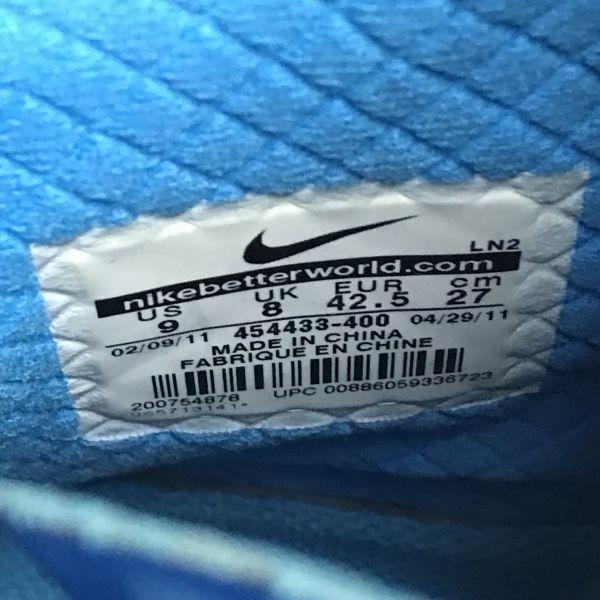 LN2
nikebetterworld.com
US UK EUR cm
9 8 42.5 27
02/09/11 454433-400 04/29/11
MADE IN CHINA
FABRIQUE EN CHINE
200754878 UPC 00886059336723